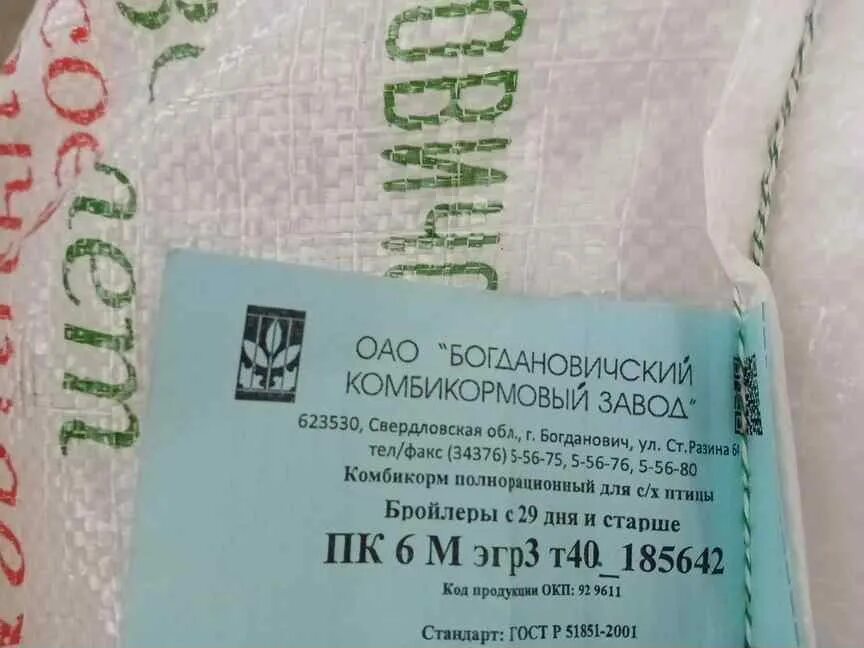 лет
ОВИЧС
ОАО "БОГДАНОВИЧСКИЙ
КОМБИКОРМОВЫЙ ЗАВОД"
623530, Свердловская обл., г. Богданович, ул. Ст.Разина
тел/факс (34376) 5-56-75, 5-56-76, 5-56-80
Комбикорм полнорационный для с/х птицы
Бройлеры с 29 дня и старше
ПК 6 М эгр3 т40_185642
Код продукции ОКП: 92 9611
Стандарт: ГОСТ Р 51851-2001